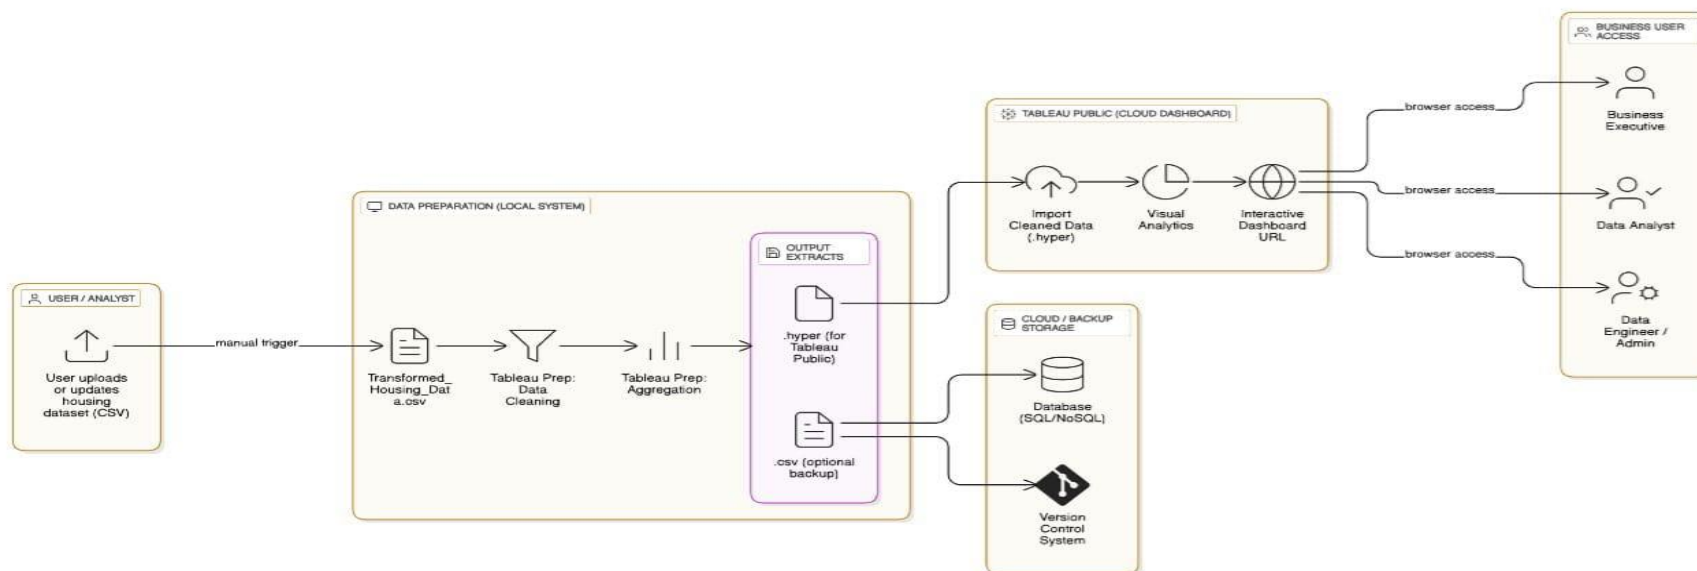 USER / ANALYST
User uploads
or updates
housing
dataset (CSV)
manual trigger
DATA PREPARATION (LOCAL SYSTEM)
Transformed_
Housing_Dat
a.csv
Tableau Prep:
Data
Cleaning
Tableau Prep:
Aggregation
OUTPUT
EXTRACTS
.hyper (for
Tableau
Public)
.csv (optional
backup)
TABLEAU PUBLIC (CLOUD DASHBOARD)
Import
Cleaned Data
(.hyper)
Visual
Analytics
Interactive
Dashboard
URL
CLOUD / BACKUP
STORAGE
Database
(SQL/NoSQL)
Version
Control
System
browser access
browser access
browser access
BUSINESS USER
ACCESS
Business
Executive
Data Analyst
Data
Engineer /
Admin